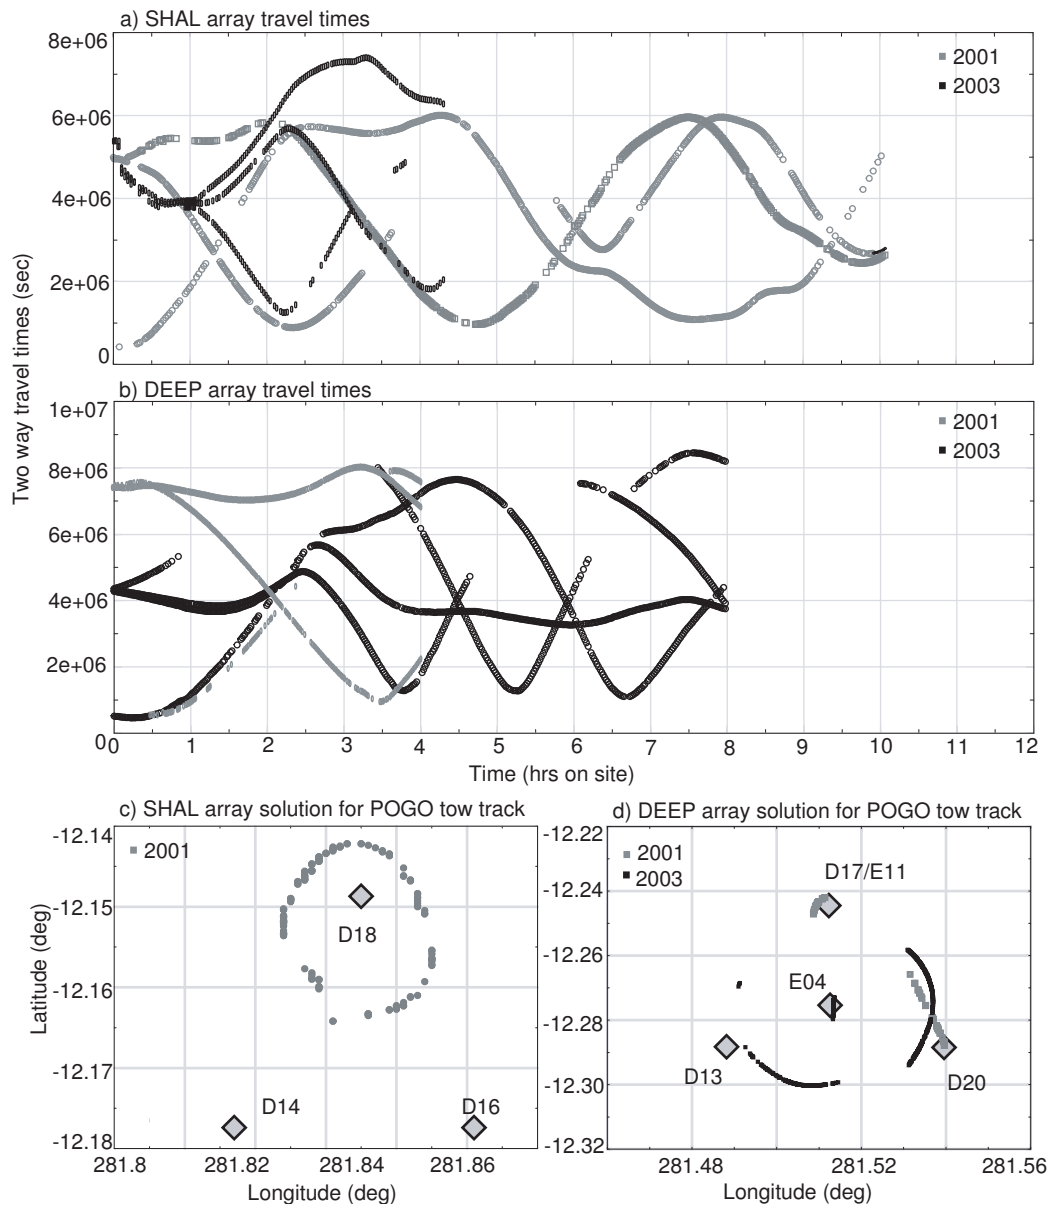 a) SHAL array travel times
8e+06
6e+06
4e+06
2e+06
0
2001
2003
Two way travel times (sec)
b) DEEP array travel times
1e+07
8e+06
6e+06
4e+06
2e+06
0
2001
2003
0 1 2 3 4 5 6 7 8 9 10 11 12
Time (hrs on site)
c) SHAL array solution for POGO tow track
-12.14
-12.15
-12.16
-12.17
-12.18
2001
D18
D14
D16
281.8 281.82 281.84 281.86
Longitude (deg)
Latitude (deg)
d) DEEP array solution for POGO tow track
-12.22
-12.24
-12.26
-12.28
-12.30
-12.32
2001
2003
D17/E11
E04
D13
D20
281.48 281.52 281.56
Longitude (deg)